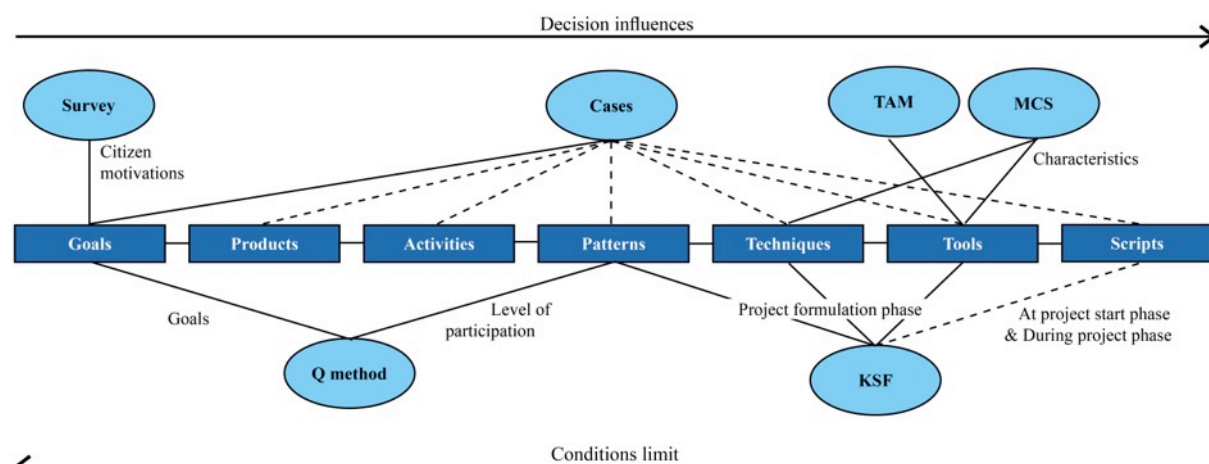 Decision influences
Survey
Cases
TAM
MCS
Citizen
motivations
Characteristics
Goals
Products
Activities
Patterns
Techniques
Tools
Scripts
Goals
Level of
participation
Project formulation phase
At project start phase
& During project phase
Q method
KSF
Conditions limit